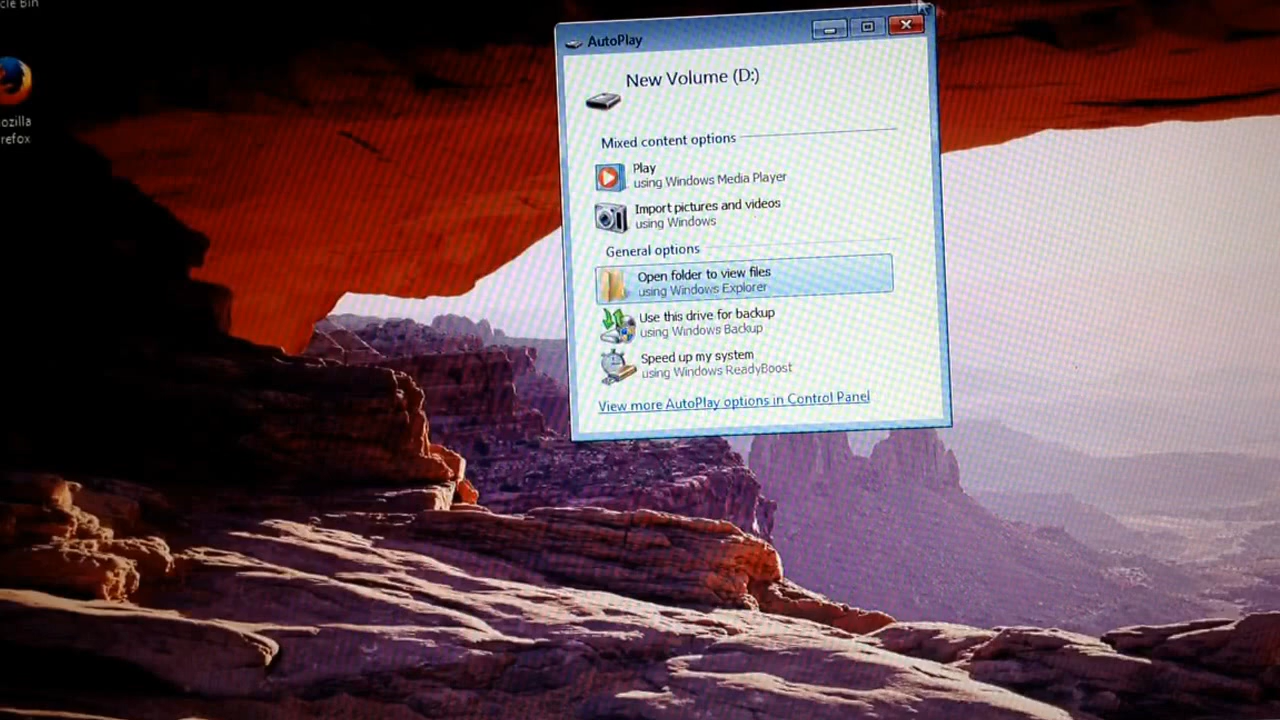 cle Bin
ozilla
refox
AutoPlay
New Volume (D:)
Mixed content options
Play
using Windows Media Player
Import pictures and videos
using Windows
General options
Open folder to view files
using Windows Explorer
Use this drive for backup
using Windows Backup
Speed up my system
using Windows ReadyBoost
View more AutoPlay options in Control Panel